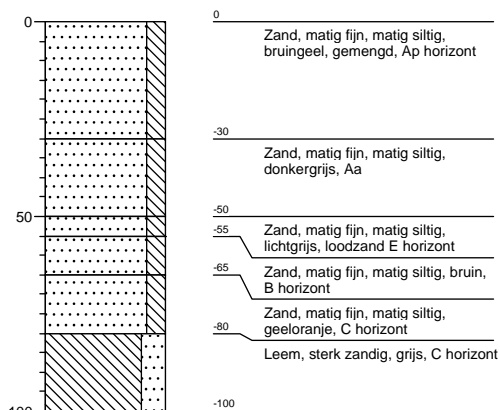 0
50
100
0
Zand, matig fijn, matig siltig,
bruingeel, gemengd, Ap horizont
-30
Zand, matig fijn, matig siltig,
donkergrijs, Aa
-50
Zand, matig fijn, matig siltig,
lichtgrijs, loodzand E horizont
-55
Zand, matig fijn, matig siltig, bruin,
B horizont
-65
Zand, matig fijn, matig siltig,
geeloranje, C horizont
-80
Leem, sterk zandig, grijs, C horizont
-100